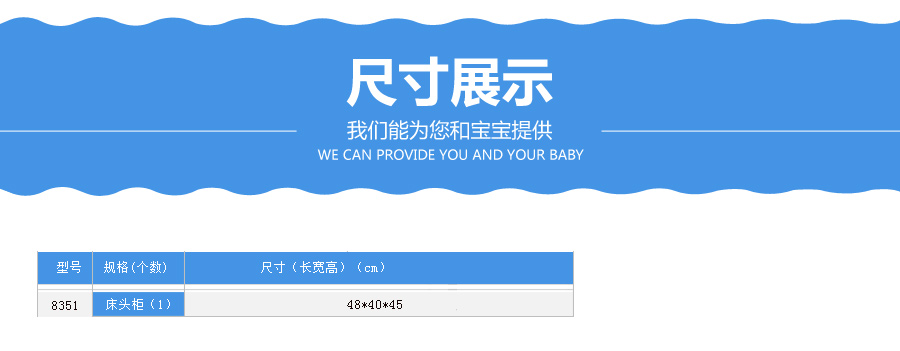 尺寸展示
我们能为您和宝宝提供
WE CAN PROVIDE YOU AND YOUR BABY
型号 规格(个数) 尺寸（长宽高）（cm）
8351 床头柜（1） 48*40*45